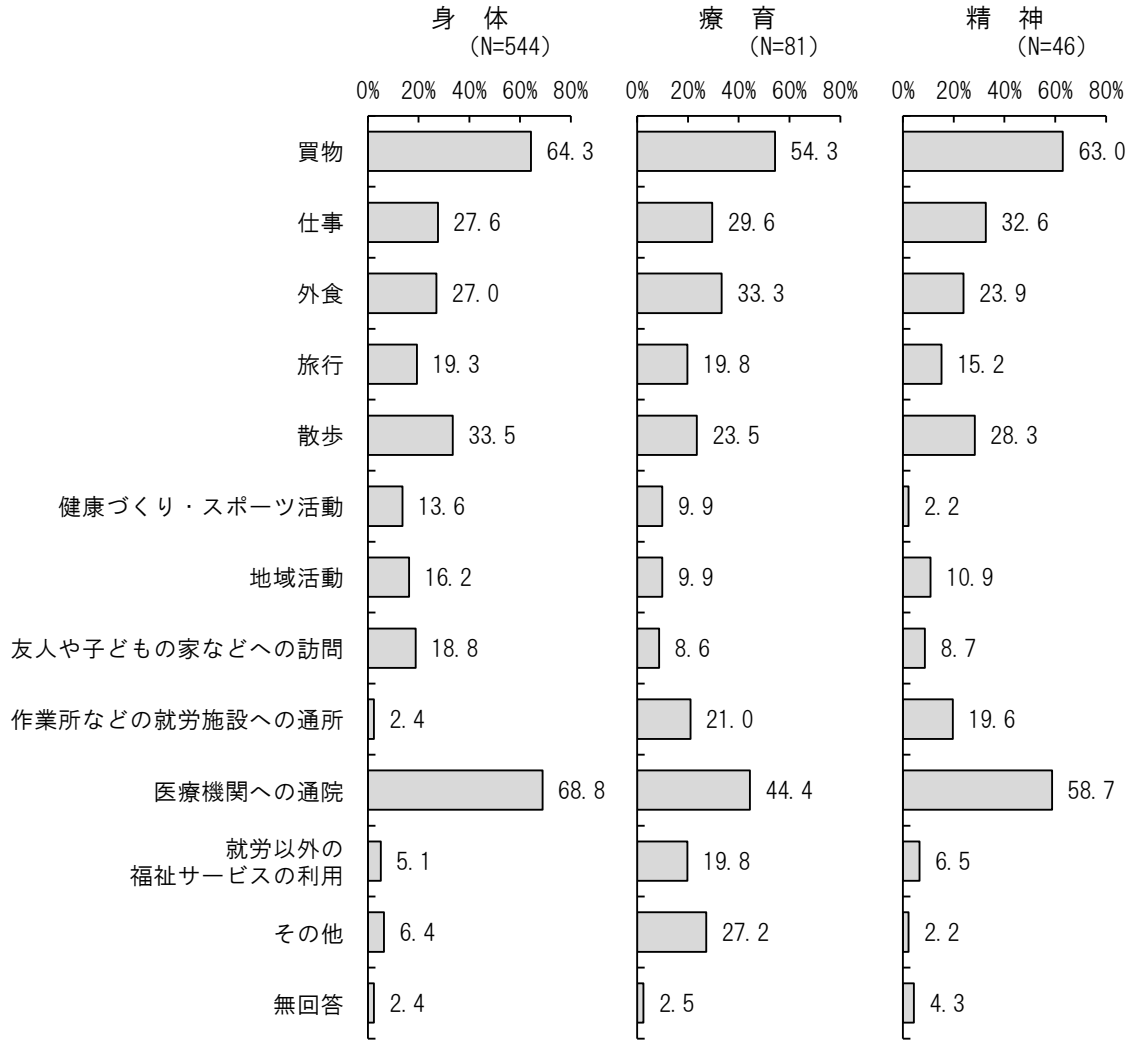 身　体　　療　育　　精　神
（N=544）　（N=81）　（N=46）
0%　20%　40%　60%　80%　0%　20%　40%　60%　80%　0%　20%　40%　60%　80%
買物　64.3　54.3　63.0
仕事　27.6　29.6　32.6
外食　27.0　33.3　23.9
旅行　19.3　19.8　15.2
散歩　33.5　23.5　28.3
健康づくり・スポーツ活動　13.6　9.9　2.2
地域活動　16.2　9.9　10.9
友人や子どもの家などへの訪問　18.8　8.6　8.7
作業所などの就労施設への通所　2.4　21.0　19.6
医療機関への通院　68.8　44.4　58.7
就労以外の
福祉サービスの利用　5.1　19.8　6.5
その他　6.4　27.2　2.2
無回答　2.4　2.5　4.3